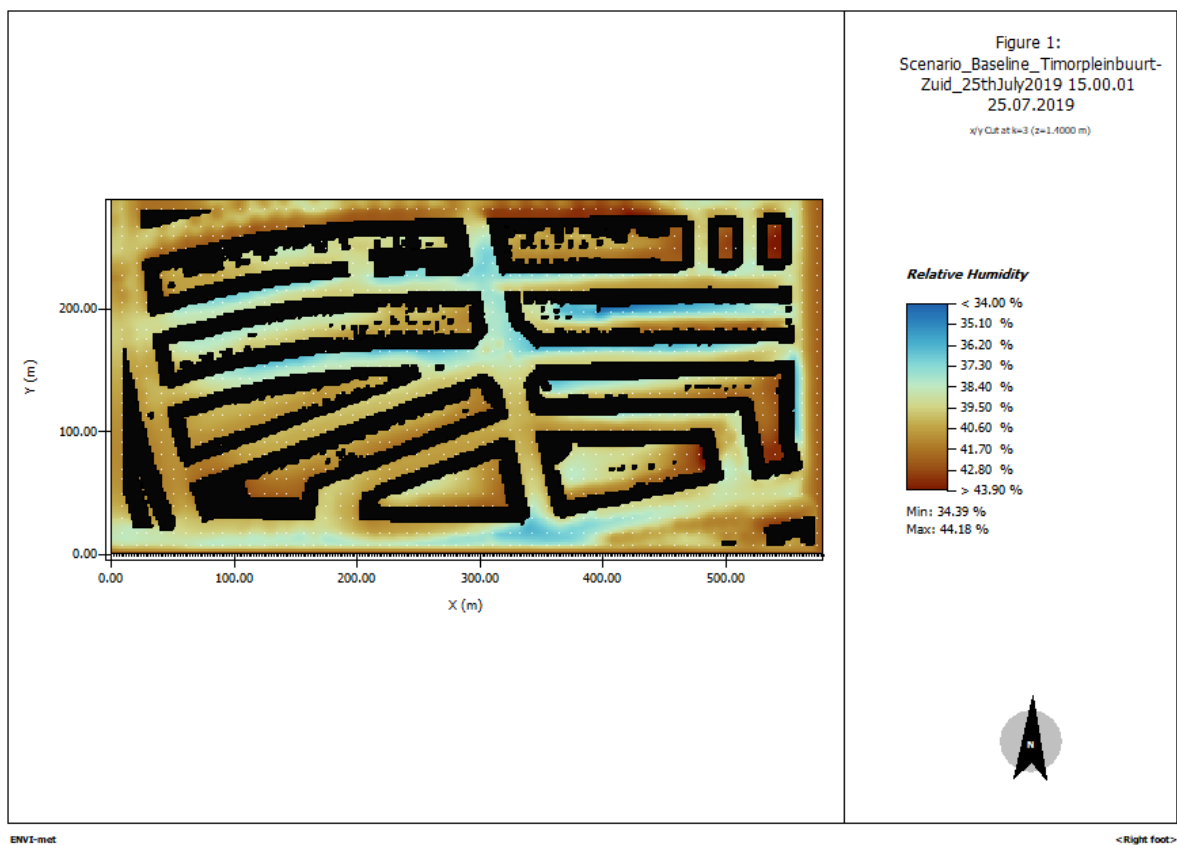 Figure 1:
Scenario_Baseline_Timorpleinbuurt-
Zuid_25thJuly2019 15.00.01
25.07.2019
x/y Cut at k=3 (z=1.4000 m)
Y (m)
200.00
100.00
0.00
0.00 100.00 200.00 300.00 400.00 500.00
X (m)
Relative Humidity
< 34.00 %
35.10 %
36.20 %
37.30 %
38.40 %
39.50 %
40.60 %
41.70 %
42.80 %
> 43.90 %
Min: 34.39 %
Max: 44.18 %
N
ENVI-met
<Right foot>